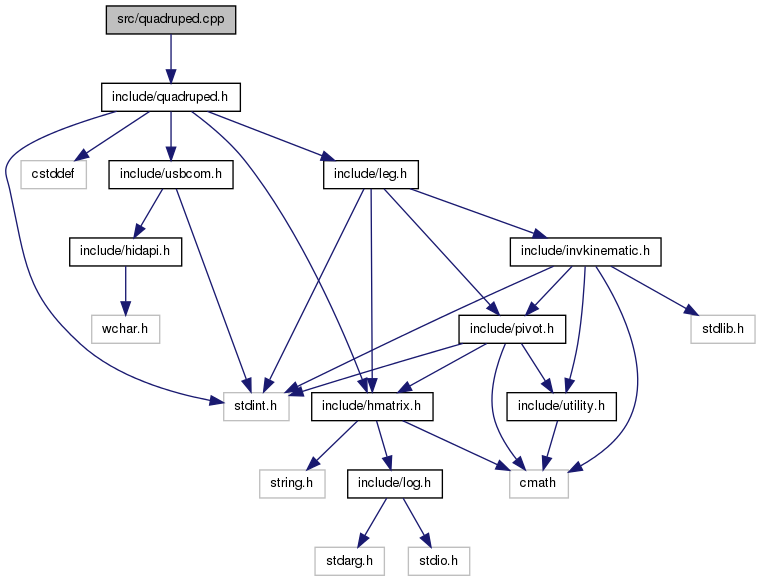 src/quadruped.cpp
include/quadruped.h
cstddef
include/usbcom.h
include/leg.h
include/hidapi.h
include/invkinematic.h
wchar.h
include/pivot.h
stdlib.h
stdint.h
include/hmatrix.h
include/utility.h
string.h
include/log.h
cmath
stdarg.h
stdio.h